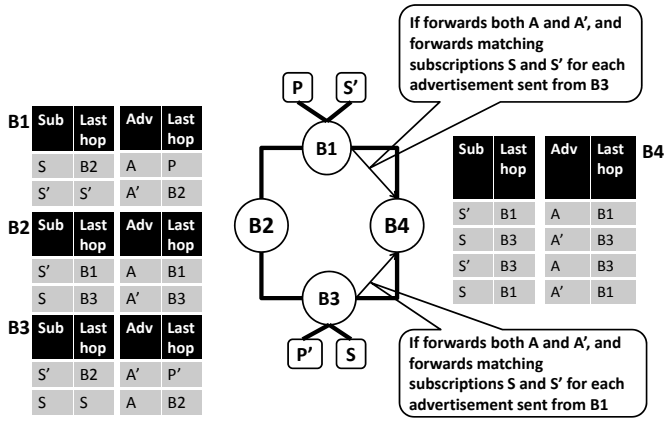 If forwards both A and A', and
forwards matching
subscriptions S and S' for each
advertisement sent from B3
P
S'
B1
Sub
Last hop
Adv
Last hop
S B2 A P
S' S' A' B2
B2
Sub
Last hop
Adv
Last hop
S' B1 A B1
S B3 A' B3
B3
Sub
Last hop
Adv
Last hop
S' B2 A' P'
S S A B2
B1
B2
B4
B3
P'
S
B4
Sub
Last hop
Adv
Last hop
S' B1 A B1
S B3 A' B3
S' B3 A B3
S B1 A' B1
If forwards both A and A', and
forwards matching
subscriptions S and S' for each
advertisement sent from B1